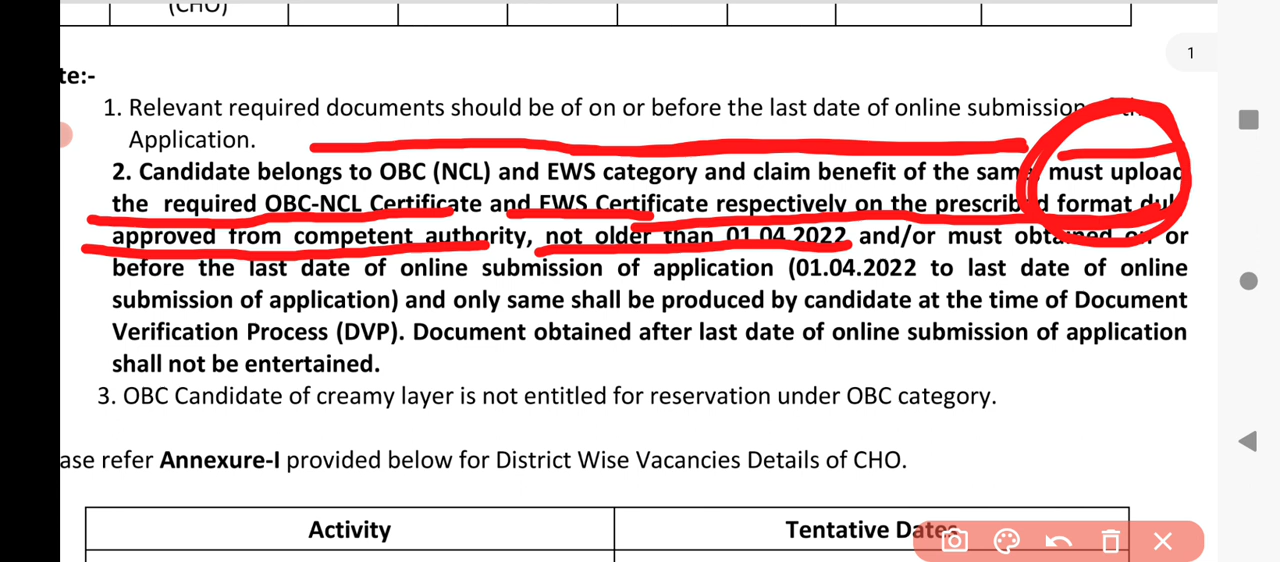 (CHO)
1
te:-
1. Relevant required documents should be of on or before the last date of online submission of the
Application.
2. Candidate belongs to OBC (NCL) and EWS category and claim benefit of the same, must upload
the required OBC-NCL Certificate and EWS Certificate respectively on the prescribed format duly
approved from competent authority, not older than 01.04.2022 and/or must obtained on or
before the last date of online submission of application (01.04.2022 to last date of online
submission of application) and only same shall be produced by candidate at the time of Document
Verification Process (DVP). Document obtained after last date of online submission of application
shall not be entertained.
3. OBC Candidate of creamy layer is not entitled for reservation under OBC category.
ase refer Annexure-I provided below for District Wise Vacancies Details of CHO.
Activity
Tentative Dates